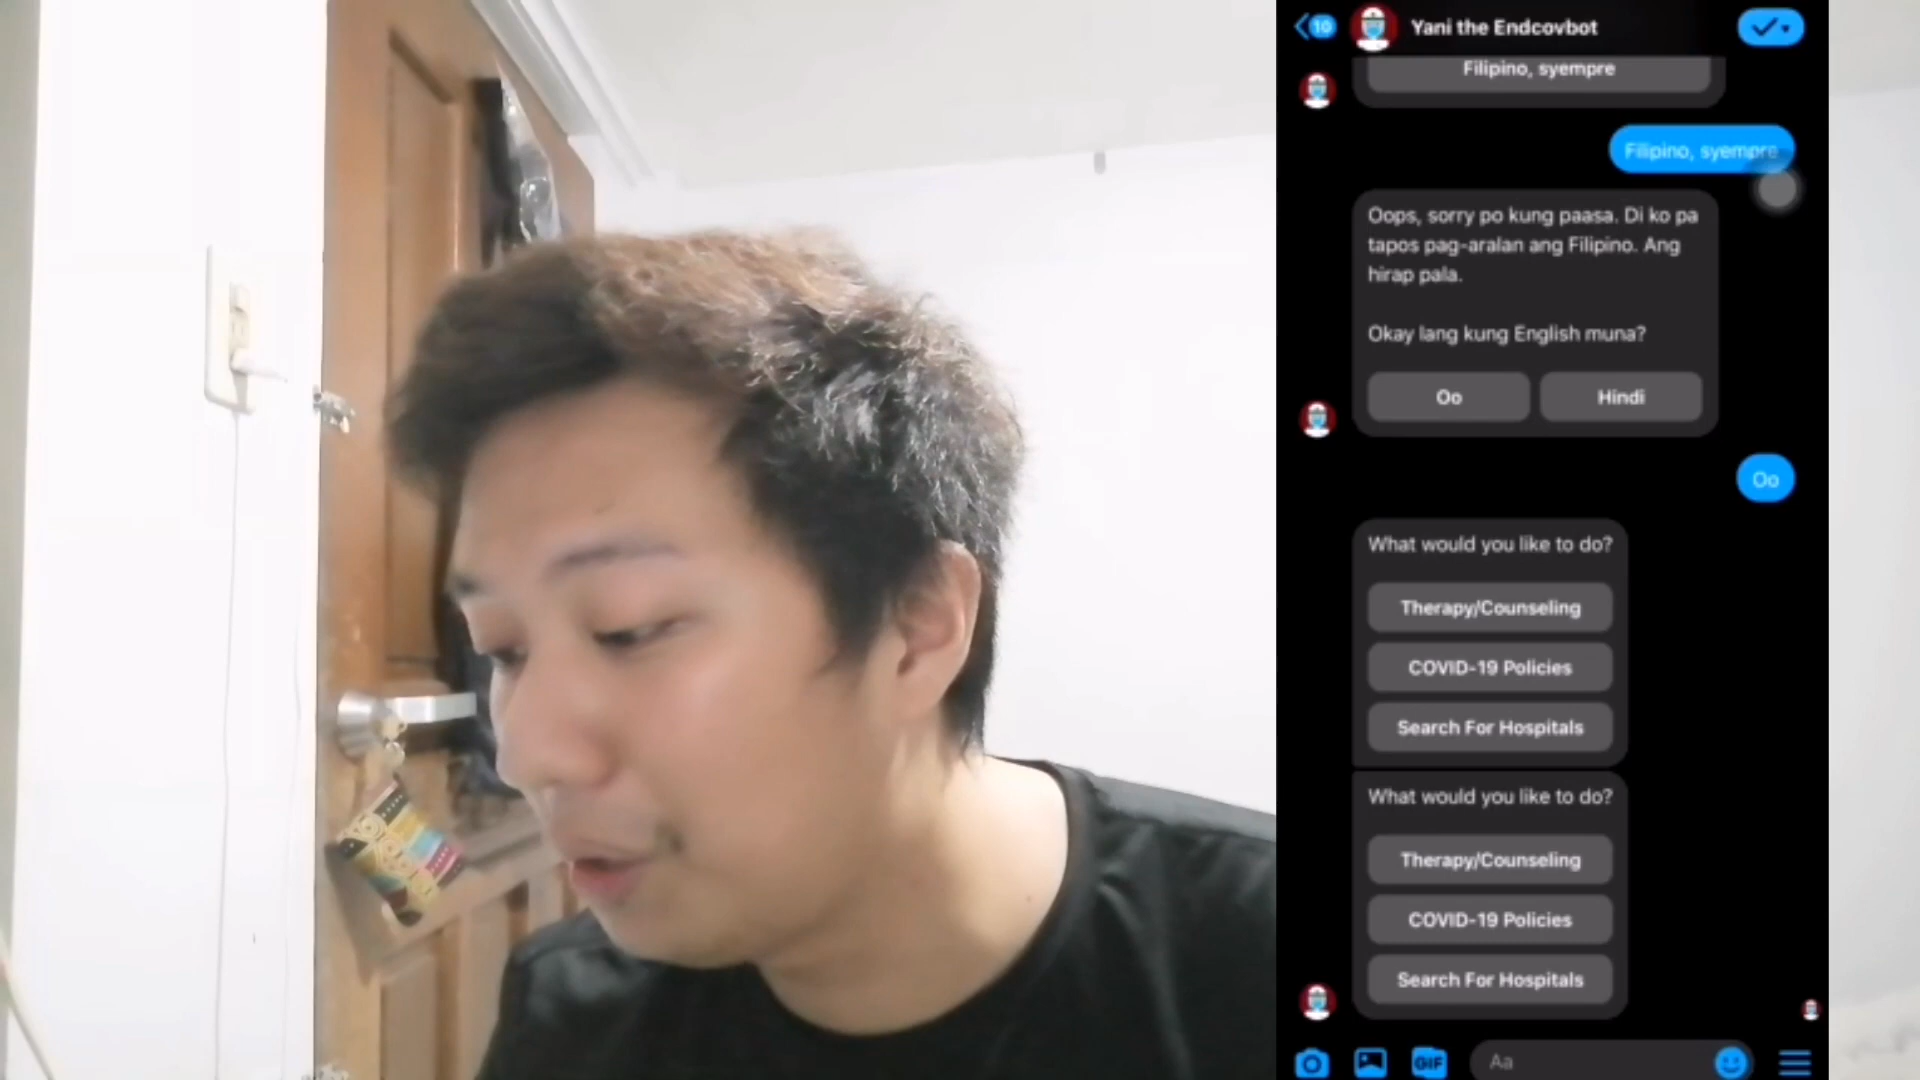 10
Yani the Endcovbot
Filipino, syempre
Filipino, syempre
Oops, sorry po kung paasa. Di ko pa
tapos pag-aralan ang Filipino. Ang
hirap pala.
Okay lang kung English muna?
Oo
Hindi
Oo
What would you like to do?
Therapy/Counseling
COVID-19 Policies
Search For Hospitals
What would you like to do?
Therapy/Counseling
COVID-19 Policies
Search For Hospitals
GIF
Aa